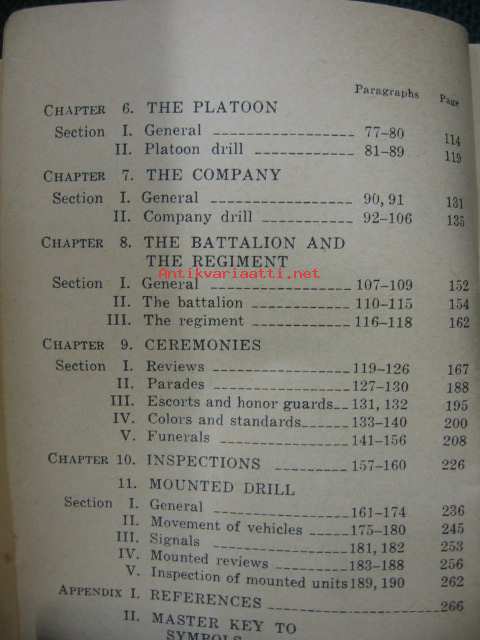 Paragraphs Page
CHAPTER 6. THE PLATOON
Section I. General ---------------- 77–80 114
II. Platoon drill ------------ 81–89 119
CHAPTER 7. THE COMPANY
Section I. General ---------------- 90, 91 131
II. Company drill ---------- 92–106 135
CHAPTER 8. THE BATTALION AND
THE REGIMENT
Antikvariaatti.net
Section I. General ---------------- 107–109 152
II. The battalion ---------- 110–115 154
III. The regiment ---------- 116–118 162
CHAPTER 9. CEREMONIES
Section I. Reviews ---------------- 119–126 167
II. Parades ---------------- 127–130 188
III. Escorts and honor guards-- 131, 132 195
IV. Colors and standards------ 133–140 200
V. Funerals --------------- 141–156 208
CHAPTER 10. INSPECTIONS --------- 157–160 226
11. MOUNTED DRILL
Section I. General ---------------- 161–174 236
II. Movement of vehicles ----- 175–180 245
III. Signals ---------------- 181, 182 253
IV. Mounted reviews -------- 183–188 256
V. Inspection of mounted units 189, 190 262
APPENDIX I. REFERENCES ---------------------- 266
II. MASTER KEY TO
SYMBOLS